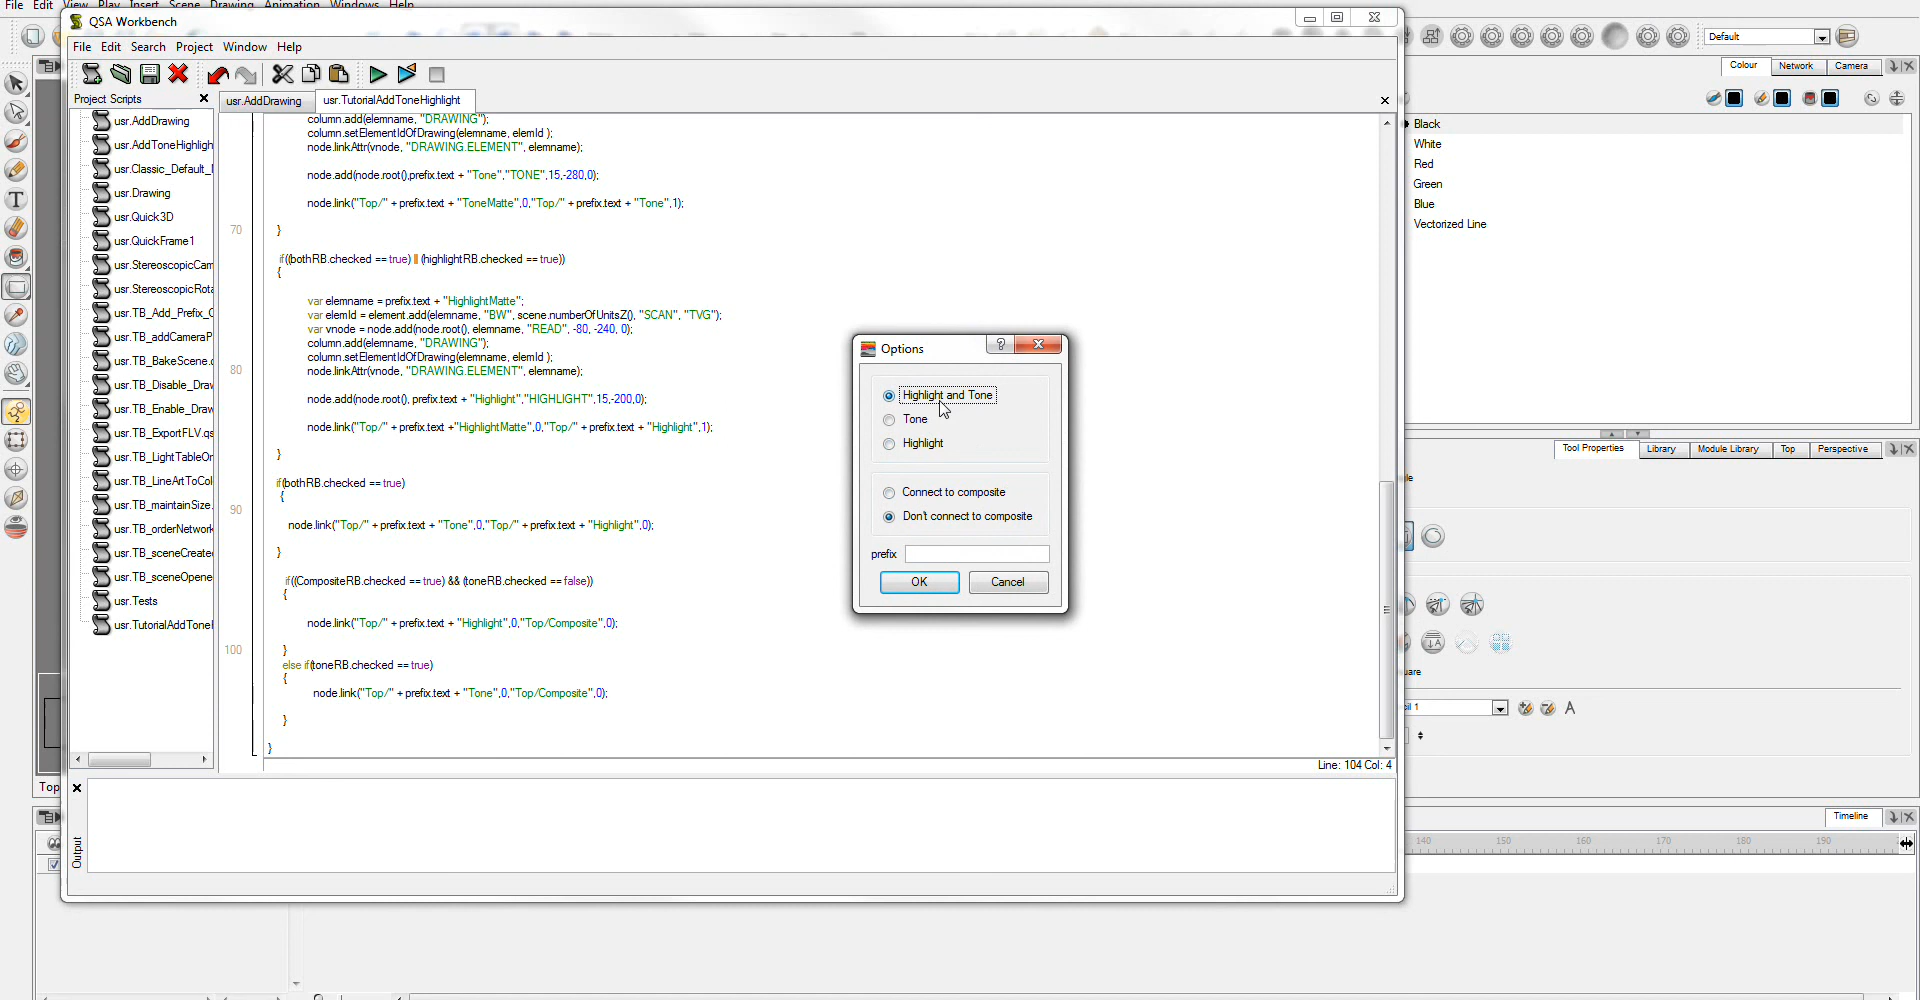 File Edit View Play Insert Scene Drawing Animation Windows Help
QSA Workbench
File Edit Search Project Window Help
Default
Colour Network Camera
Project Scripts
usr.AddDrawing usr.TutorialAddToneHighlight
usr.AddDrawing
usr.AddToneHighligh
usr.Classic_Default_
usr.Drawing
usr.Quick3D
usr.QuickFrame1
usr.StereoscopicCam
usr.StereoscopicRota
usr.TB_Add_Prefix_
usr.TB_addCameraP
usr.TB_BakeScene.
usr.TB_Disable_Draw
usr.TB_Enable_Draw
usr.TB_ExportFLV.qs
usr.TB_LightTableOr
usr.TB_LineArtToCol
usr.TB_maintainSize.
usr.TB_orderNetwork
usr.TB_sceneCreate
usr.TB_sceneOpene
usr.Tests
usr.TutorialAddToneH
column.add(elemname, "DRAWING");
column.setElementIdOfDrawing(elemname, elemId );
node.linkAttr(vnode, "DRAWING.ELEMENT", elemname);
node.add(node.root(),prefix.text + "Tone","TONE",15,-280,0);
node.link("Top/" + prefix.text + "ToneMatte",0,"Top/" + prefix.text + "Tone",1);
70 }
if((bothRB.checked == true) || (highlightRB.checked == true))
{
var elemname = prefix.text + "HighlightMatte";
var elemId = element.add(elemname, "BW", scene.numberOfUnitsZ(), "SCAN", "TVG");
var vnode = node.add(node.root(), elemname, "READ", -80, -240, 0);
column.add(elemname, "DRAWING");
column.setElementIdOfDrawing(elemname, elemId );
80 node.linkAttr(vnode, "DRAWING.ELEMENT", elemname);
node.add(node.root(), prefix.text + "Highlight","HIGHLIGHT",15,-200,0);
node.link("Top/" + prefix.text +"HighlightMatte",0,"Top/" + prefix.text + "Highlight",1);
}
if(bothRB.checked == true)
{
90
node.link("Top/" + prefix.text + "Tone",0,"Top/" + prefix.text + "Highlight",0);
}
if((CompositeRB.checked == true) && (toneRB.checked == false))
{
node.link("Top/" + prefix.text + "Highlight",0,"Top/Composite",0);
100 }
else if(toneRB.checked == true)
{
node.link("Top/" + prefix.text + "Tone",0,"Top/Composite",0);
}
}
Line: 104 Col: 4
Output
Options
Highlight and Tone
Tone
Highlight
Connect to composite
Don't connect to composite
prefix
OK Cancel
Black
White
Red
Green
Blue
Vectorized Line
Tool Properties Library Module Library Top Perspective
Top
Timeline
140 150 160 170 180 190